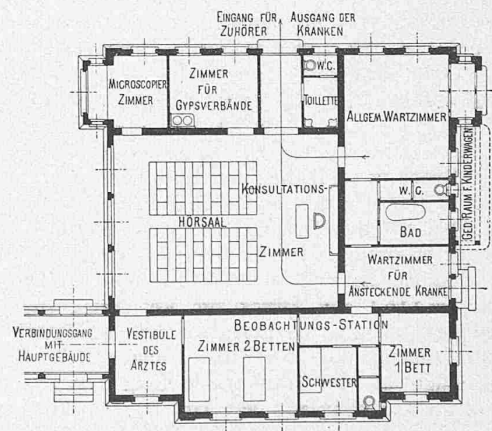 EINGANG FÜR
ZUHÖRER
AUSGANG DER
KRANKEN
MICROSCOPIER
ZIMMER
ZIMMER
FÜR
GYPSVERBÄNDE
W.C.
TOILLETTE
ALLGEM. WARTZIMMER
GED. RAUM F. KINDERWAGEN
KONSULTATIONS-
HÖRSAAL
ZIMMER
W. G.
BAD
WARTZIMMER
FÜR
ANSTECKENDE KRANKE
VERBINDUNGSGANG
MIT
HAUPTGEBÄUDE
VESTIBULE
DES
ARZTES
BEOBACHTUNGS-STATION
ZIMMER 2 BETTEN
SCHWESTER
ZIMMER
1 BETT